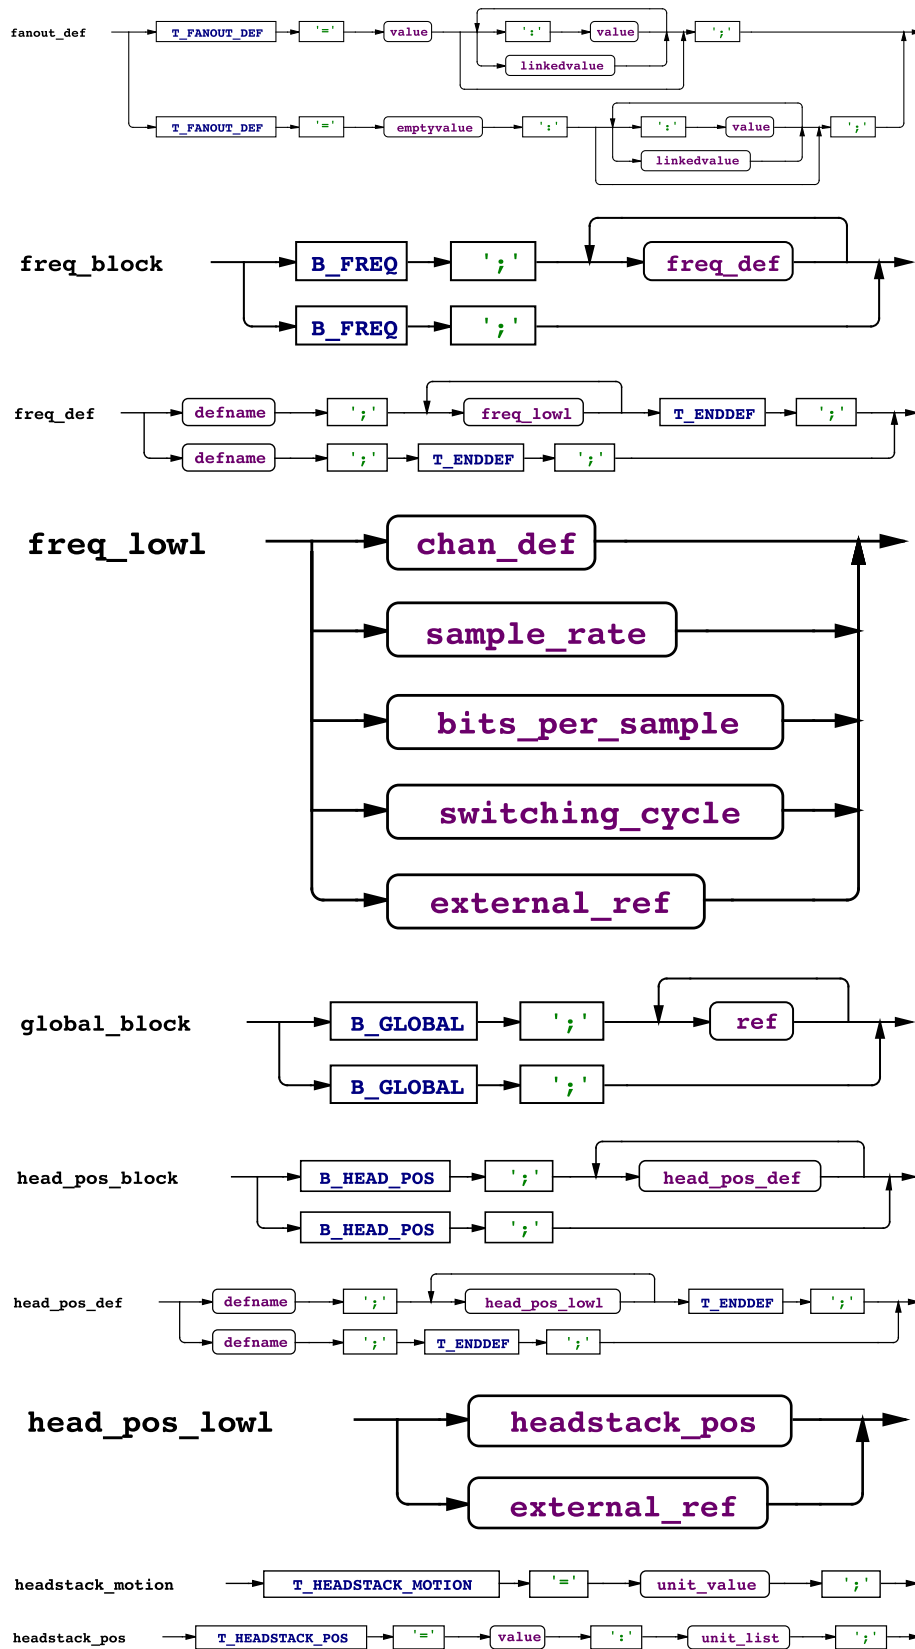 fanout_def T_FANOUT_DEF '=' value ':' value ';'
linkedvalue
T_FANOUT_DEF '=' emptyvalue ':' ':' value ';'
linkedvalue
freq_block B_FREQ ';' freq_def
B_FREQ ';'
freq_def defname ';' freq_lowl T_ENDDEF ';'
defname ';' T_ENDDEF ';'
freq_lowl chan_def
sample_rate
bits_per_sample
switching_cycle
external_ref
global_block B_GLOBAL ';' ref
B_GLOBAL ';'
head_pos_block B_HEAD_POS ';' head_pos_def
B_HEAD_POS ';'
head_pos_def defname ';' head_pos_lowl T_ENDDEF ';'
defname ';' T_ENDDEF ';'
head_pos_lowl headstack_pos
external_ref
headstack_motion T_HEADSTACK_MOTION '=' unit_value ';'
headstack_pos T_HEADSTACK_POS '=' value ':' unit_list ';'